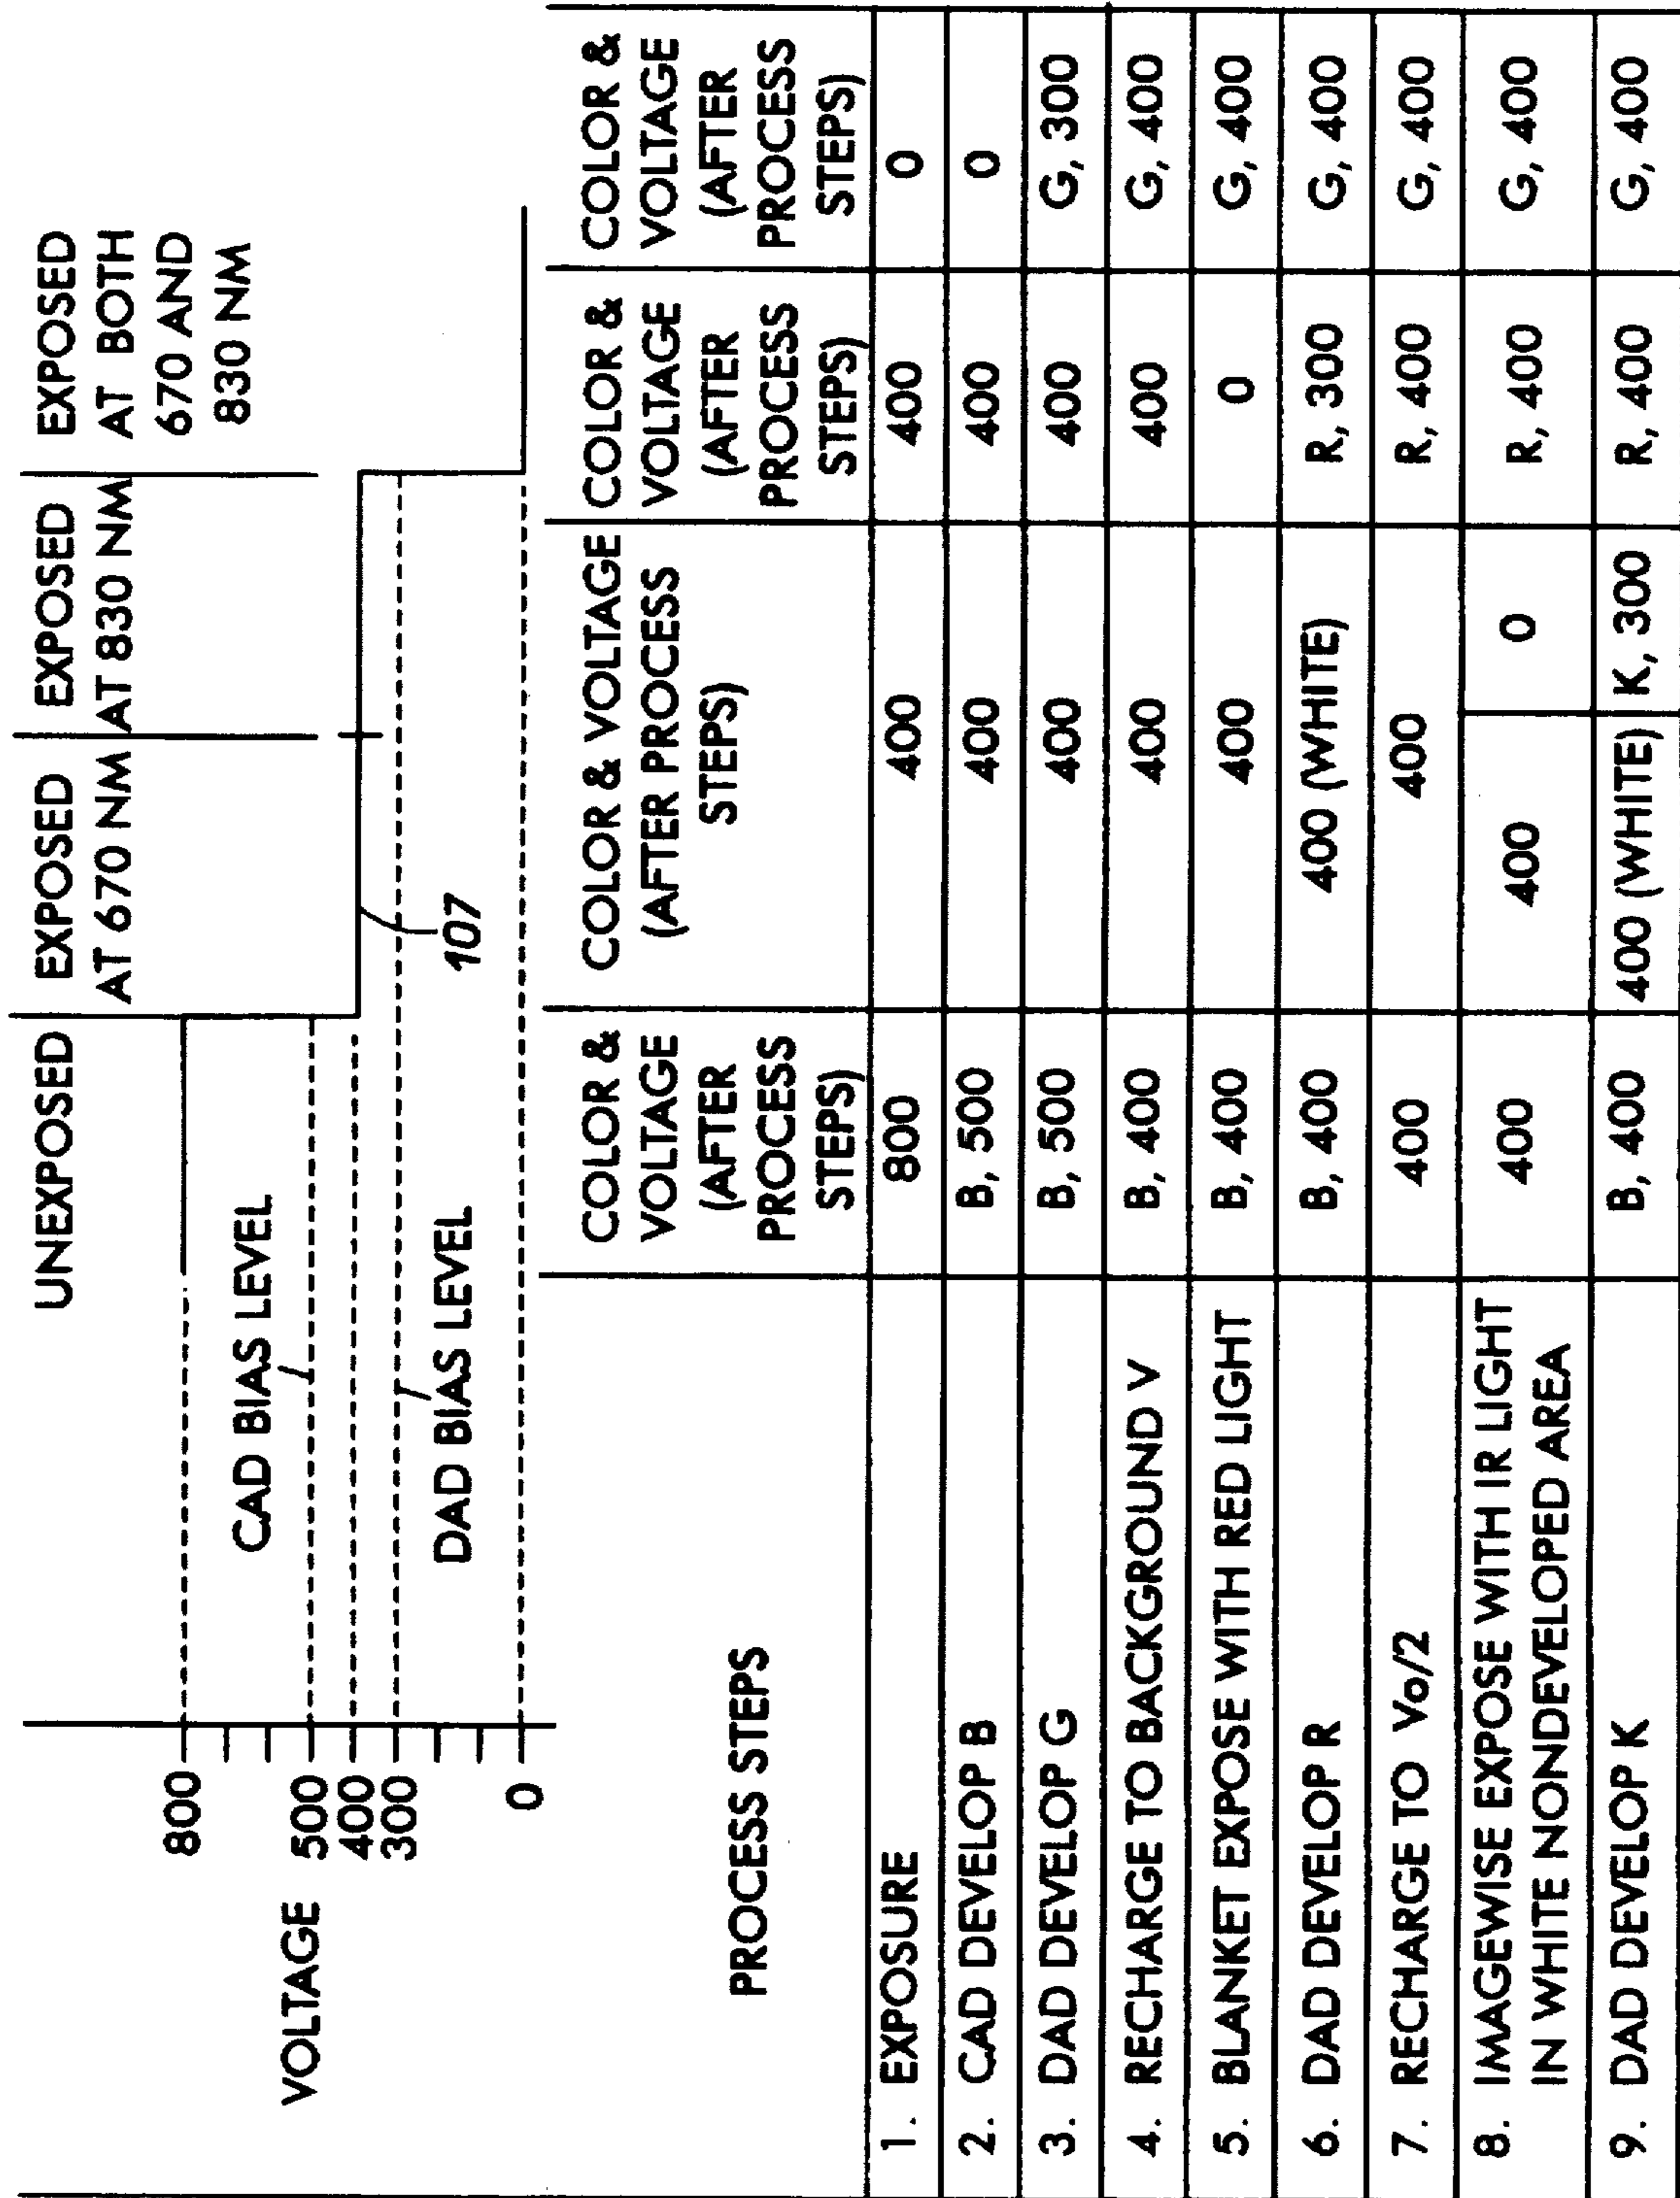 UNEXPOSED
EXPOSED
AT 670 NM
EXPOSED
AT 830 NM
EXPOSED
AT BOTH
670 AND
830 NM
VOLTAGE
800
500
400
300
0
CAD BIAS LEVEL
DAD BIAS LEVEL
107
PROCESS STEPS
COLOR &
VOLTAGE
(AFTER
PROCESS
STEPS)
COLOR & VOLTAGE
(AFTER PROCESS
STEPS)
COLOR &
VOLTAGE
(AFTER
PROCESS
STEPS)
COLOR &
VOLTAGE
(AFTER
PROCESS
STEPS)
1. EXPOSURE 800 400 400 0
2. CAD DEVELOP B B, 500 400 400 0
3. DAD DEVELOP G B, 500 400 400 G, 300
4. RECHARGE TO BACKGROUND V B, 400 400 400 G, 400
5. BLANKET EXPOSE WITH RED LIGHT B, 400 400 0 G, 400
6. DAD DEVELOP R B, 400 400 (WHITE) R, 300 G, 400
7. RECHARGE TO Vo/2 400 400 R, 400 G, 400
8. IMAGEWISE EXPOSE WITH IR LIGHT
IN WHITE NONDEVELOPED AREA 400 400 0 R, 400 G, 400
9. DAD DEVELOP K B, 400 400 (WHITE) K, 300 R, 400 G, 400